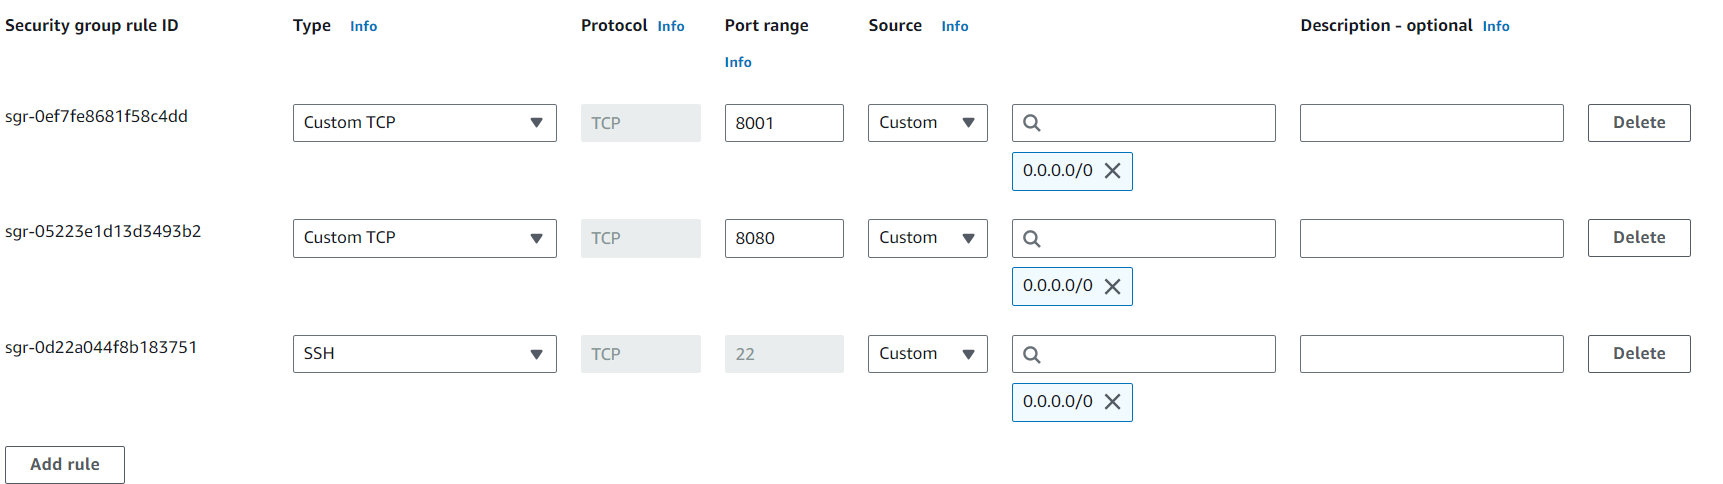 Security group rule ID Type Info Protocol Info Port range Info Source Info Description - optional Info
sgr-0ef7fe8681f58c4dd Custom TCP TCP 8001 Custom Delete
0.0.0.0/0
sgr-05223e1d13d3493b2 Custom TCP TCP 8080 Custom Delete
0.0.0.0/0
sgr-0d22a044f8b183751 SSH TCP 22 Custom Delete
0.0.0.0/0
Add rule